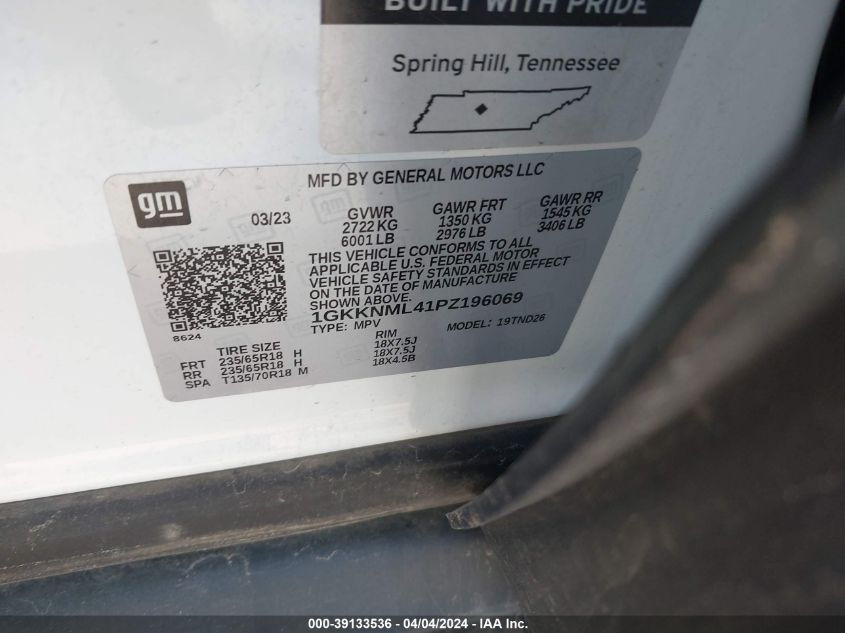 BUILT WITH PRIDE
Spring Hill, Tennessee
gm
MFD BY GENERAL MOTORS LLC
03/23
GVWR GAWR FRT GAWR RR
2722 KG 1350 KG 1545 KG
6001 LB 2976 LB 3406 LB
THIS VEHICLE CONFORMS TO ALL
APPLICABLE U.S. FEDERAL MOTOR
VEHICLE SAFETY STANDARDS IN EFFECT
ON THE DATE OF MANUFACTURE
SHOWN ABOVE.
1GKKNML41PZ196069
TYPE: MPV MODEL: 19TND26
8624
TIRE SIZE RIM
FRT 235/65R18 H 18X7.5J
RR 235/65R18 H 18X7.5J
SPA T135/70R18 M 18X4.5B
000-39133536 - 04/04/2024 - IAA Inc.